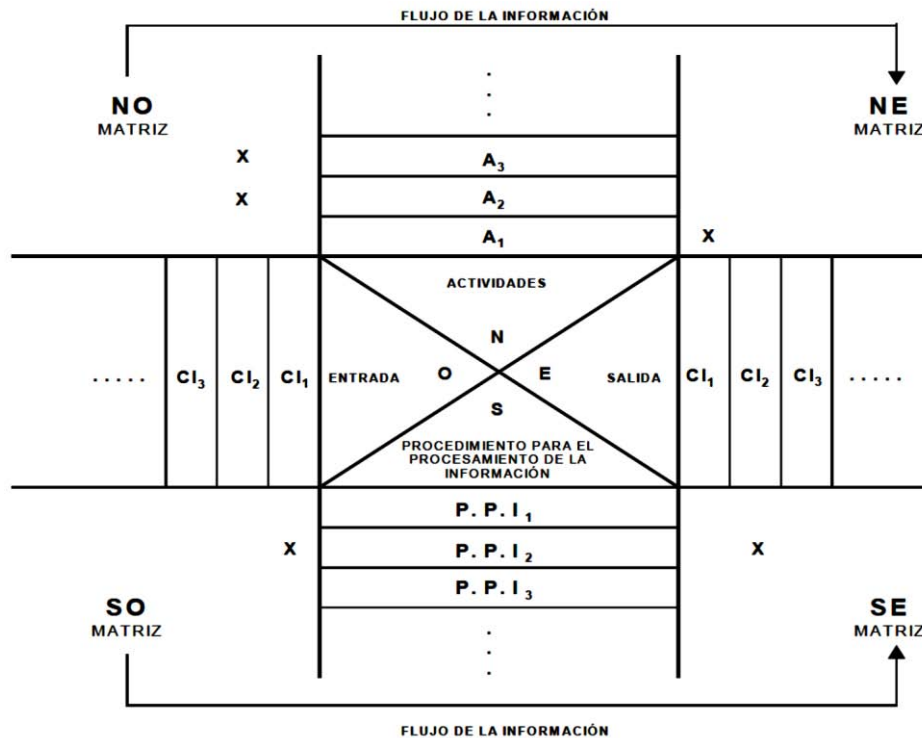 FLUJO DE LA INFORMACIÓN
NO
MATRIZ
NE
MATRIZ
. . .
X
A₃
X
A₂
A₁
X
ACTIVIDADES
N
. . . . .
CI₃
CI₂
CI₁
ENTRADA
O
E
SALIDA
CI₁
CI₂
CI₃
. . . . .
S
PROCEDIMIENTO PARA EL
PROCESAMIENTO DE LA
INFORMACIÓN
P. P. I ₁
X
P. P. I ₂
X
P. P. I ₃
SO
MATRIZ
SE
MATRIZ
. . .
FLUJO DE LA INFORMACIÓN